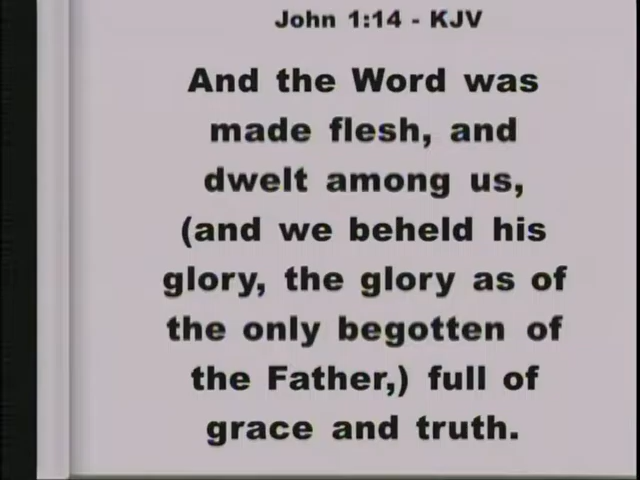 John 1:14 - KJV
And the Word was
made flesh, and
dwelt among us,
(and we beheld his
glory, the glory as of
the only begotten of
the Father,) full of
grace and truth.